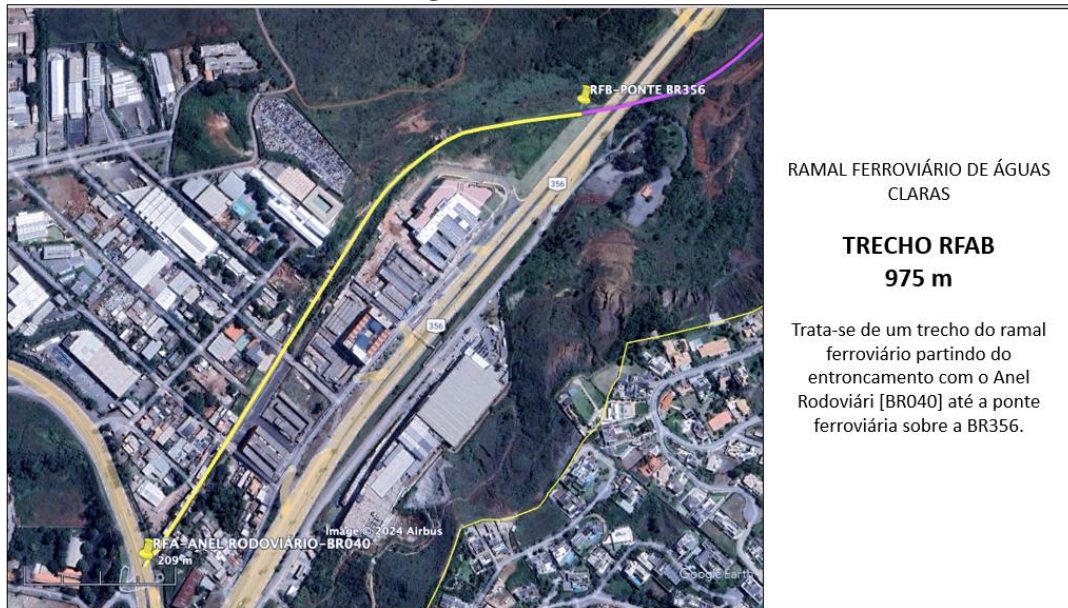 RFB-PONTE BR356
356
356
Image © 2024 Airbus
RFA-ANEL RODOVIÁRIO-BR040
209 m
Google Earth
RAMAL FERROVIÁRIO DE ÁGUAS
CLARAS
TRECHO RFAB
975 m
Trata-se de um trecho do ramal
ferroviário partindo do
entroncamento com o Anel
Rodoviári [BR040] até a ponte
ferroviária sobre a BR356.